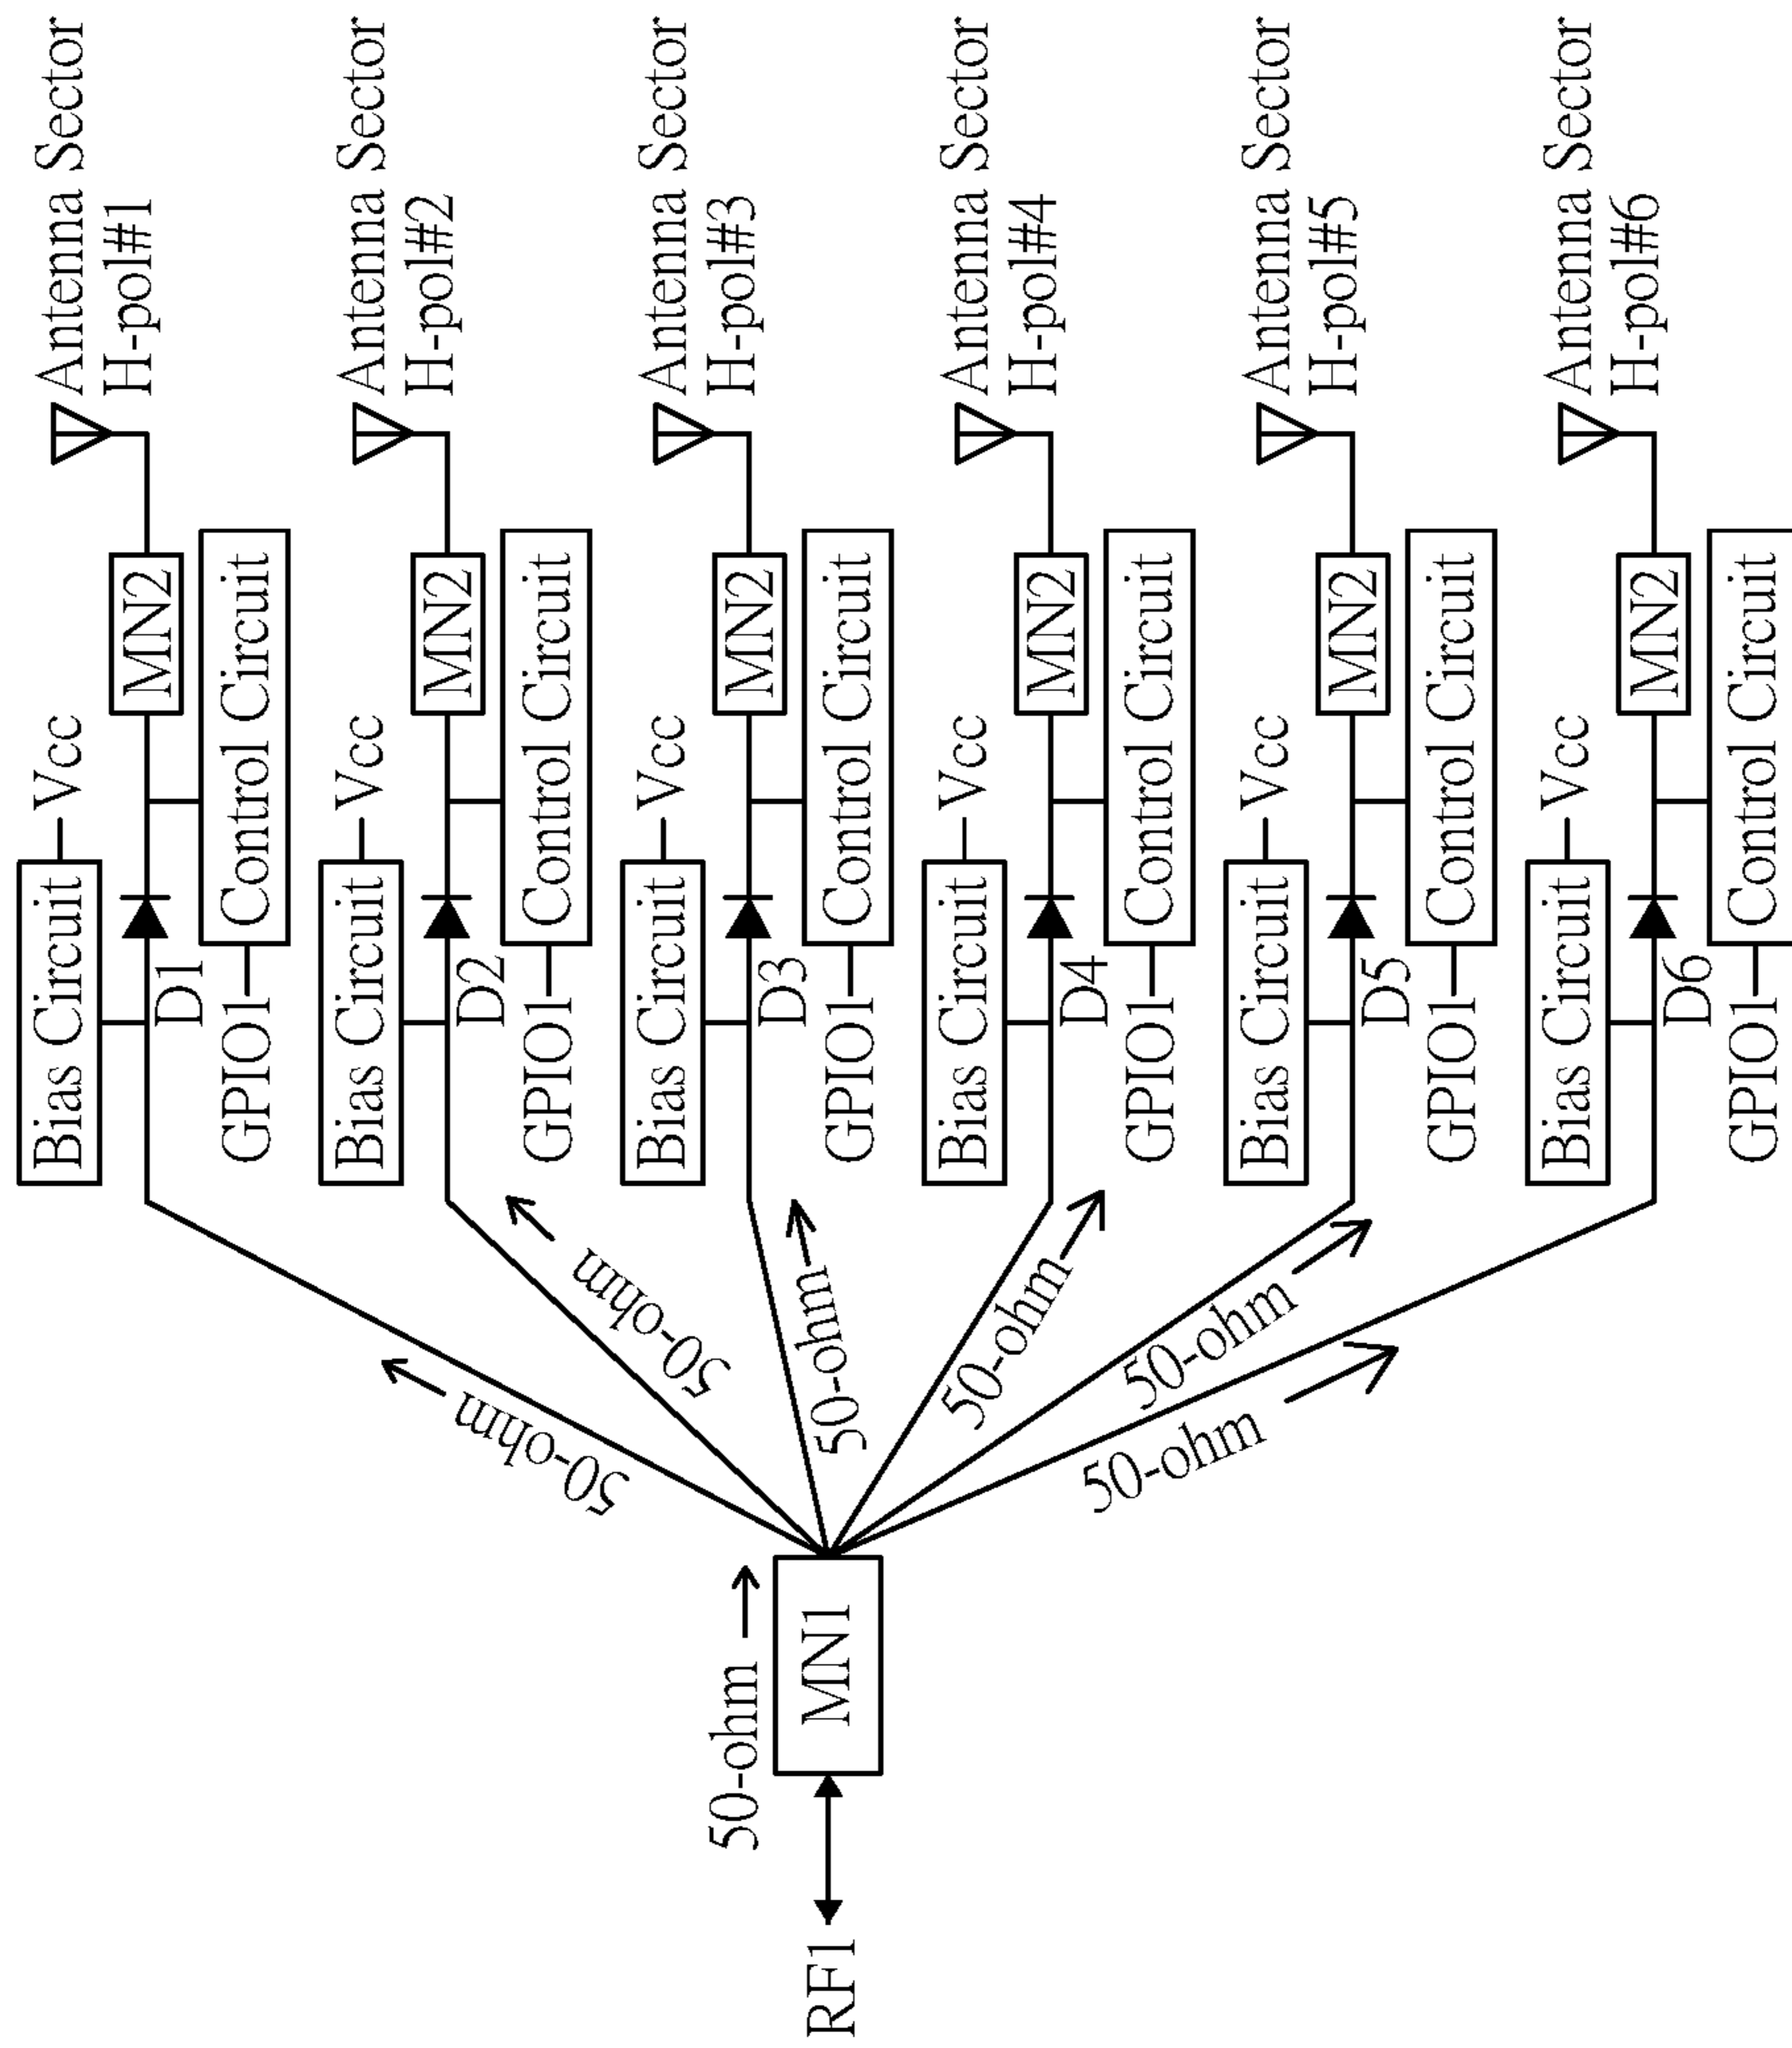 RF1
50-ohm
MN1
50-ohm
50-ohm
50-ohm
50-ohm
50-ohm
50-ohm
Bias Circuit
Vcc
D1
MN2
GPIO1
Control Circuit
Antenna Sector
H-pol#1
Bias Circuit
Vcc
D2
MN2
GPIO1
Control Circuit
Antenna Sector
H-pol#2
Bias Circuit
Vcc
D3
MN2
GPIO1
Control Circuit
Antenna Sector
H-pol#3
Bias Circuit
Vcc
D4
MN2
GPIO1
Control Circuit
Antenna Sector
H-pol#4
Bias Circuit
Vcc
D5
MN2
GPIO1
Control Circuit
Antenna Sector
H-pol#5
Bias Circuit
Vcc
D6
MN2
GPIO1
Control Circuit
Antenna Sector
H-pol#6